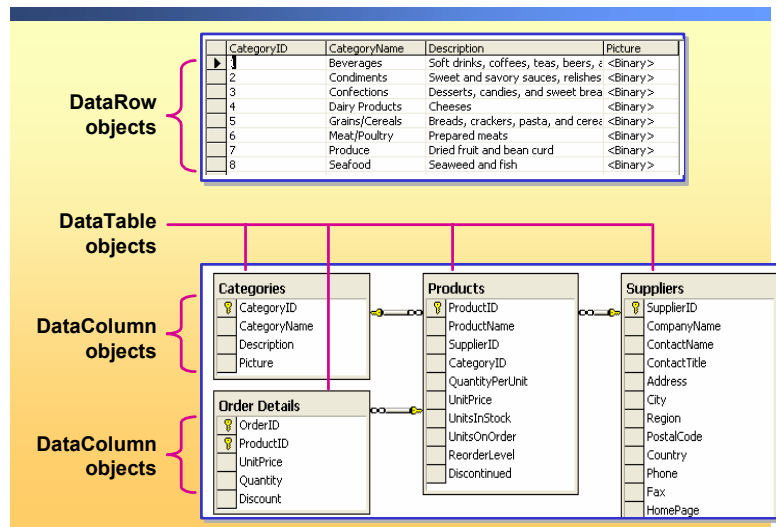 CategoryID CategoryName Description Picture
1 Beverages Soft drinks, coffees, teas, beers, a <Binary>
2 Condiments Sweet and savory sauces, relishes <Binary>
3 Confections Desserts, candies, and sweet brea <Binary>
4 Dairy Products Cheeses <Binary>
5 Grains/Cereals Breads, crackers, pasta, and cerea <Binary>
6 Meat/Poultry Prepared meats <Binary>
7 Produce Dried fruit and bean curd <Binary>
8 Seafood Seaweed and fish <Binary>
DataRow
objects
DataTable
objects
DataColumn
objects
DataColumn
objects
Categories
CategoryID
CategoryName
Description
Picture
Order Details
OrderID
ProductID
UnitPrice
Quantity
Discount
Products
ProductID
ProductName
SupplierID
CategoryID
QuantityPerUnit
UnitPrice
UnitsInStock
UnitsOnOrder
ReorderLevel
Discontinued
Suppliers
SupplierID
CompanyName
ContactName
ContactTitle
Address
City
Region
PostalCode
Country
Phone
Fax
HomePage